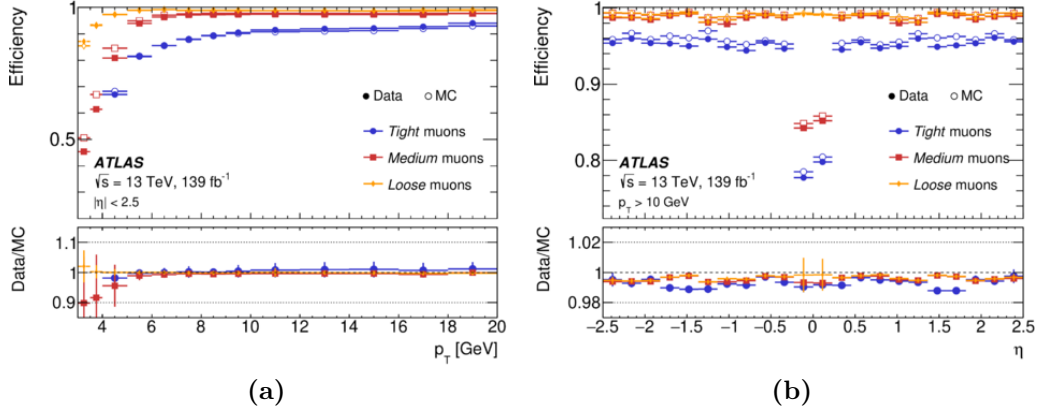 Efficiency
1
0.5
Data MC
Tight muons
Medium muons
Loose muons
ATLAS
√s = 13 TeV, 139 fb⁻¹
|η| < 2.5
Data/MC
1.1
1
0.9
4 6 8 10 12 14 16 18 20
p_T [GeV]
(a)
Efficiency
1
0.9
0.8
Data MC
Tight muons
Medium muons
Loose muons
ATLAS
√s = 13 TeV, 139 fb⁻¹
p_T > 10 GeV
Data/MC
1.02
1
0.98
−2.5 −2 −1.5 −1 −0.5 0 0.5 1 1.5 2 2.5
η
(b)